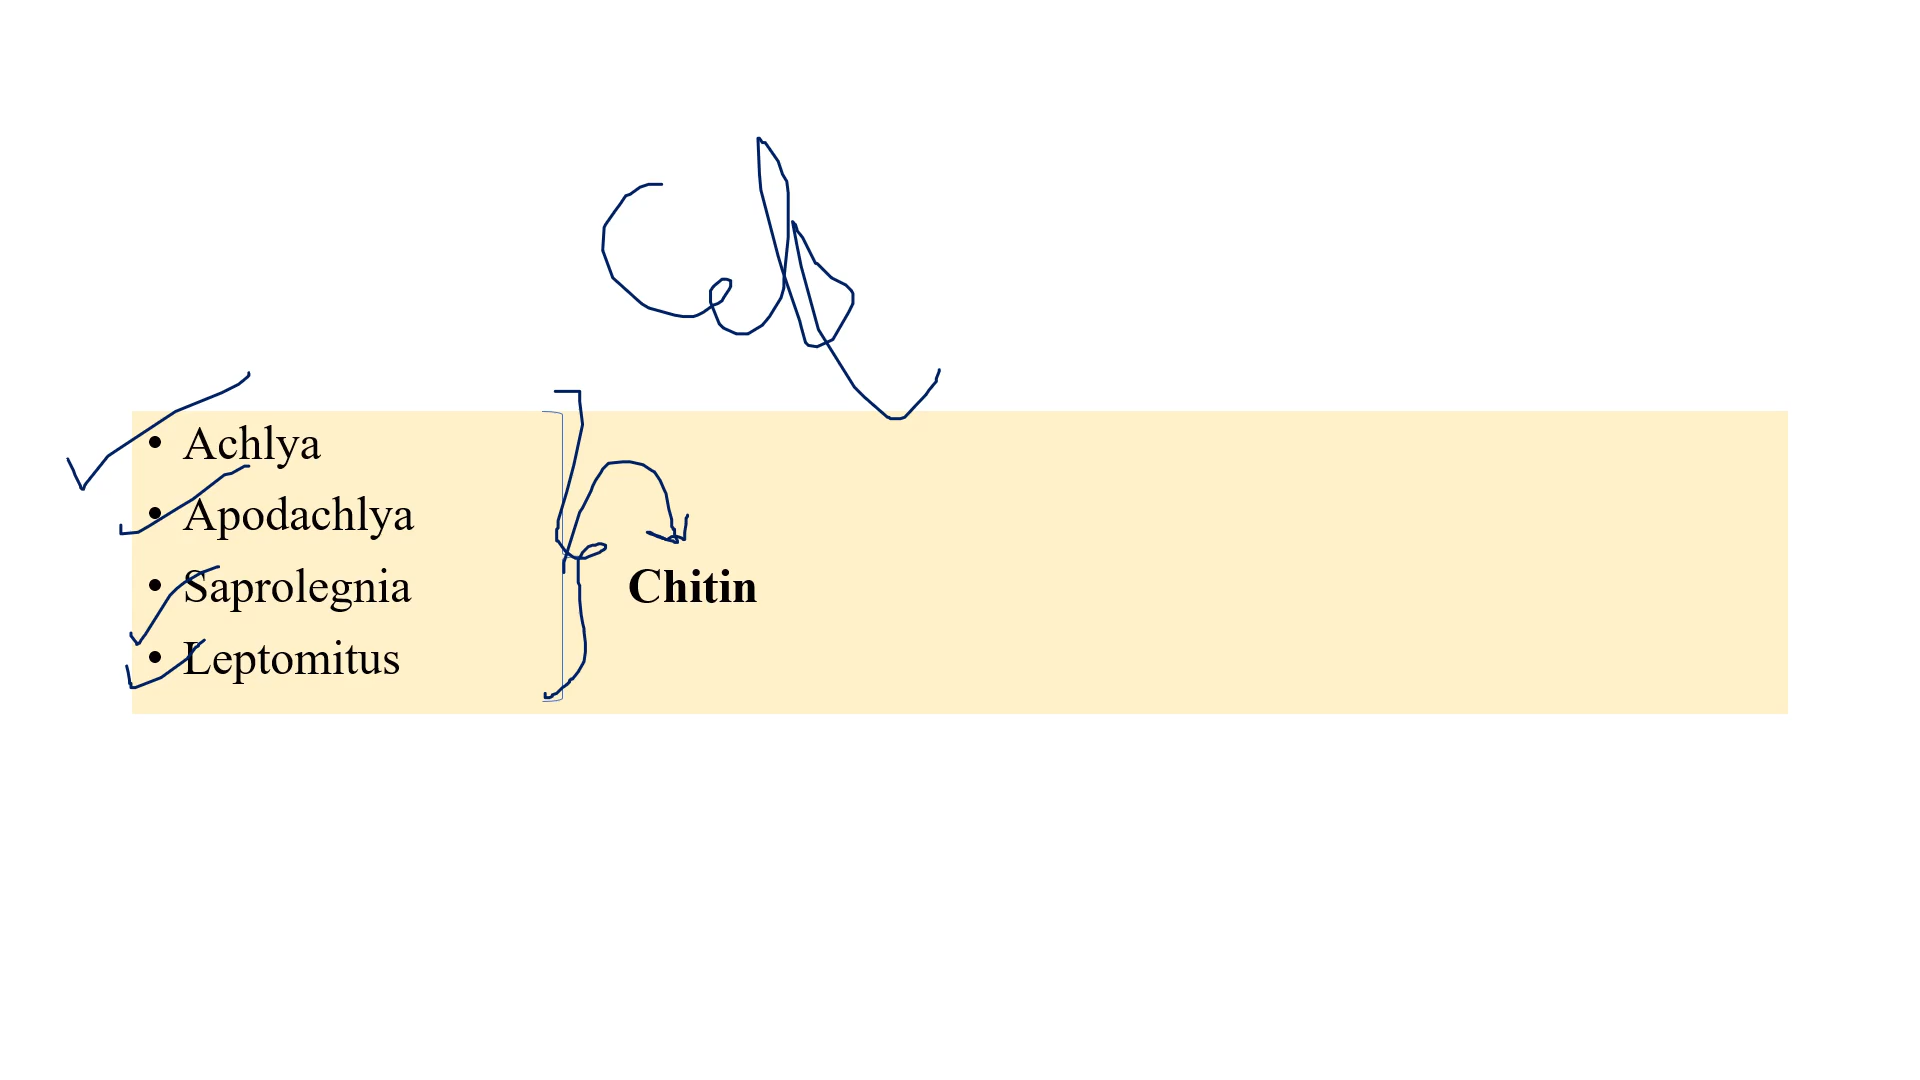 • Achlya
• Apodachlya
• Saprolegnia
• Leptomitus
Chitin